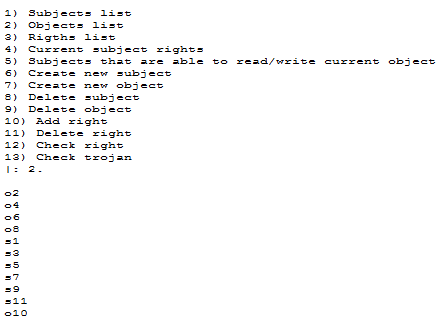 1) Subjects list
2) Objects list
3) Rigths list
4) Current subject rights
5) Subjects that are able to read/write current object
6) Create new subject
7) Create new object
8) Delete subject
9) Delete object
10) Add right
11) Delete right
12) Check right
13) Check trojan
|: 2.
o2
o4
o6
o8
s1
s3
s5
s7
s9
s11
o10